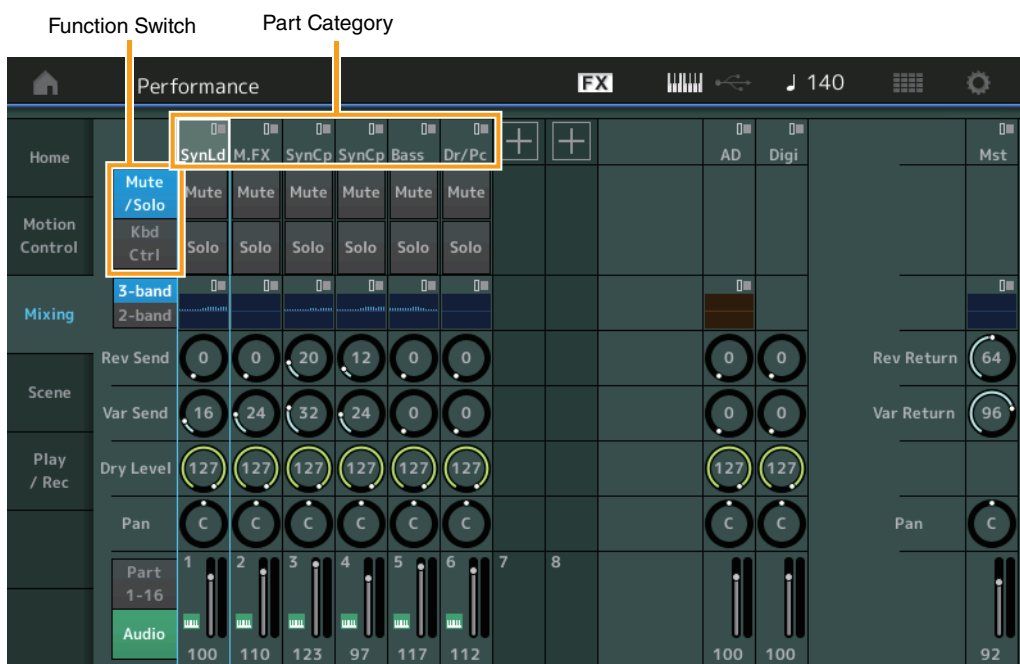 Function Switch Part Category
Performance FX 140
Home SynLd M.FX SynCp SynCp Bass Dr/Pc AD Digi Mst
Mute /Solo Mute Mute Mute Mute Mute Mute
Motion Control Kbd Ctrl Solo Solo Solo Solo Solo Solo
Mixing 3-band 2-band
Rev Send 0 0 20 12 0 0 0 0 Rev Return 64
Scene Var Send 16 24 32 24 0 0 0 0 Var Return 96
Play / Rec Dry Level 127 127 127 127 127 127 127 127
Pan C C C C C C C C Pan C
Part 1-16 1 2 3 4 5 6 7 8
Audio
100 110 123 97 117 112 100 100 92